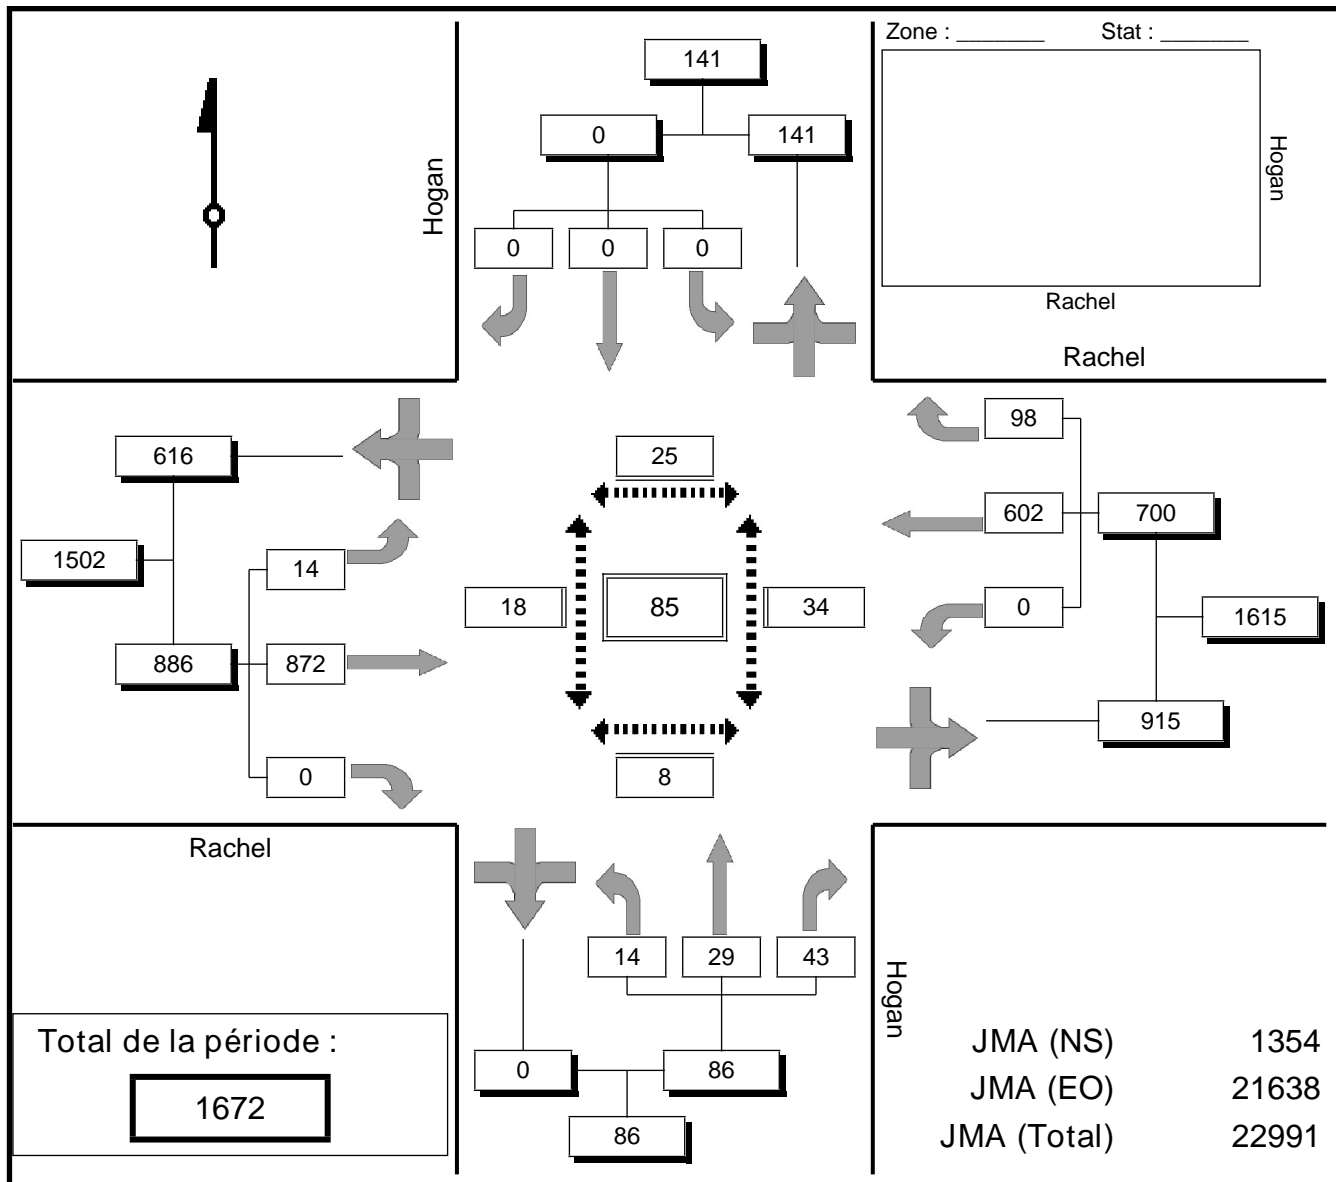 Zone : _______ Stat : _______
141
0 141
Hogan
Hogan
0 0 0
Rachel
Rachel
98
616
25
602 700
1502
14
18 85 34
0 1615
886 872
915
0
8
Rachel
14 29 43
Hogan
Total de la période :
1672
0 86
86
JMA (NS) 1354
JMA (EO) 21638
JMA (Total) 22991